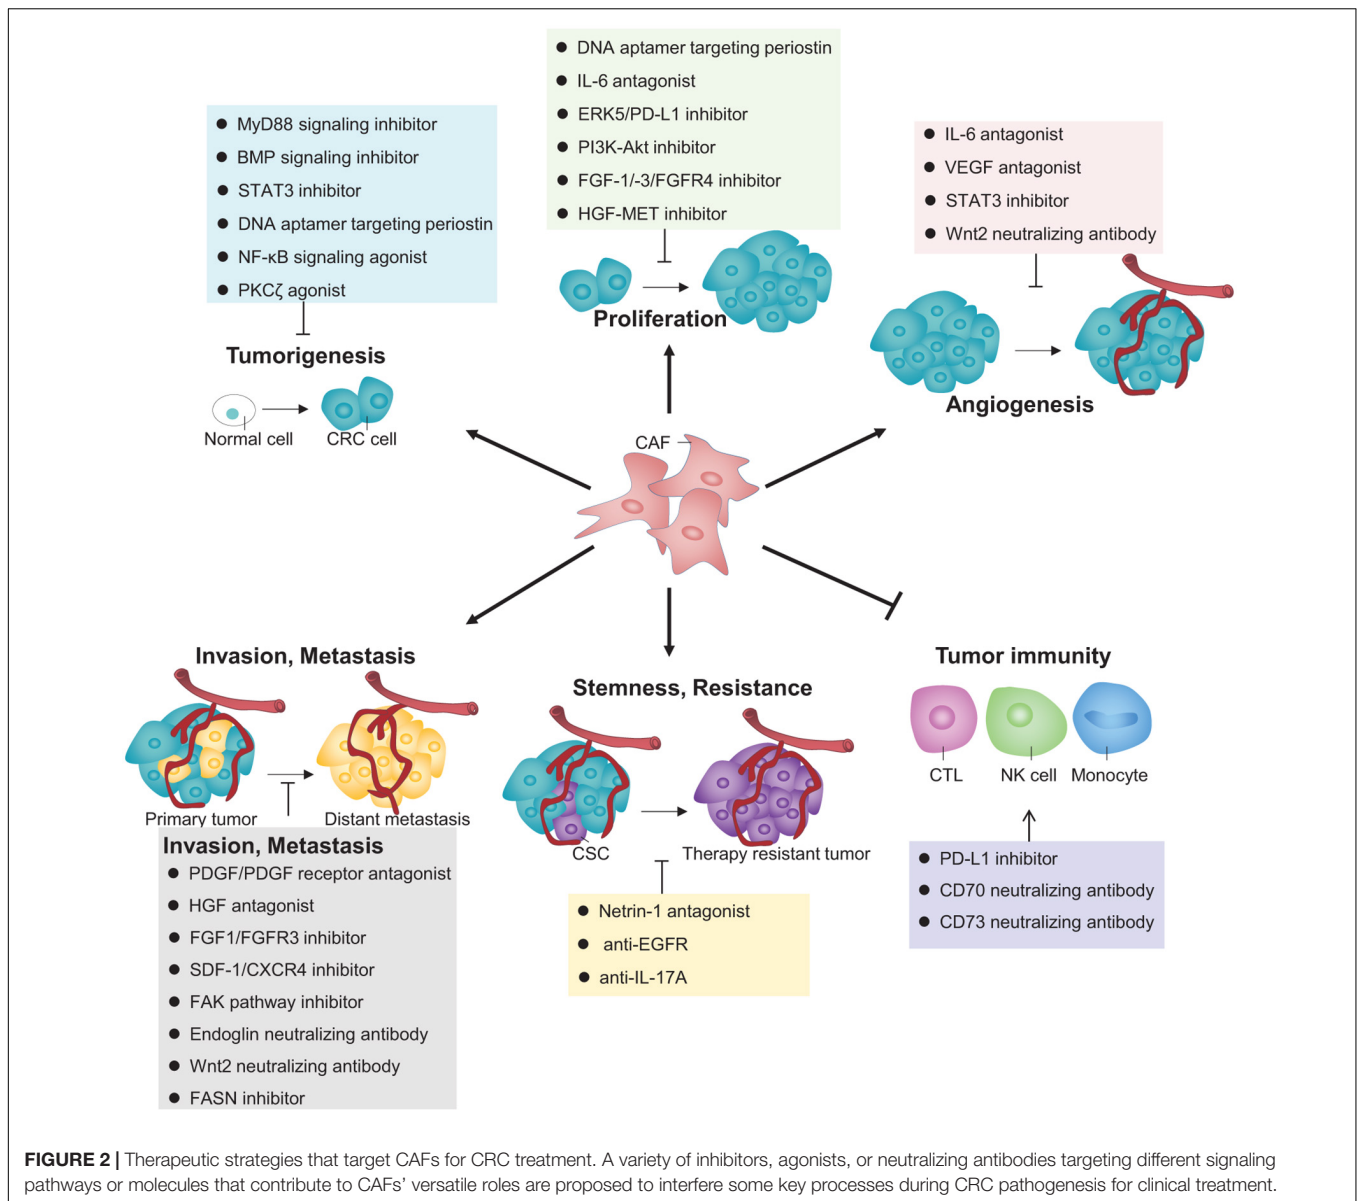 ● DNA aptamer targeting periostin
● IL-6 antagonist
● ERK5/PD-L1 inhibitor
● PI3K-Akt inhibitor
● FGF-1/-3/FGFR4 inhibitor
● HGF-MET inhibitor
Proliferation
● MyD88 signaling inhibitor
● BMP signaling inhibitor
● STAT3 inhibitor
● DNA aptamer targeting periostin
● NF-κB signaling agonist
● PKCζ agonist
Tumorigenesis
Normal cell
CRC cell
● IL-6 antagonist
● VEGF antagonist
● STAT3 inhibitor
● Wnt2 neutralizing antibody
Angiogenesis
CAF
Invasion, Metastasis
Primary tumor
Distant metastasis
Invasion, Metastasis
● PDGF/PDGF receptor antagonist
● HGF antagonist
● FGF1/FGFR3 inhibitor
● SDF-1/CXCR4 inhibitor
● FAK pathway inhibitor
● Endoglin neutralizing antibody
● Wnt2 neutralizing antibody
● FASN inhibitor
Stemness, Resistance
CSC
Therapy resistant tumor
● Netrin-1 antagonist
● anti-EGFR
● anti-IL-17A
Tumor immunity
CTL
NK cell
Monocyte
● PD-L1 inhibitor
● CD70 neutralizing antibody
● CD73 neutralizing antibody
FIGURE 2 | Therapeutic strategies that target CAFs for CRC treatment. A variety of inhibitors, agonists, or neutralizing antibodies targeting different signaling
pathways or molecules that contribute to CAFs' versatile roles are proposed to interfere some key processes during CRC pathogenesis for clinical treatment.